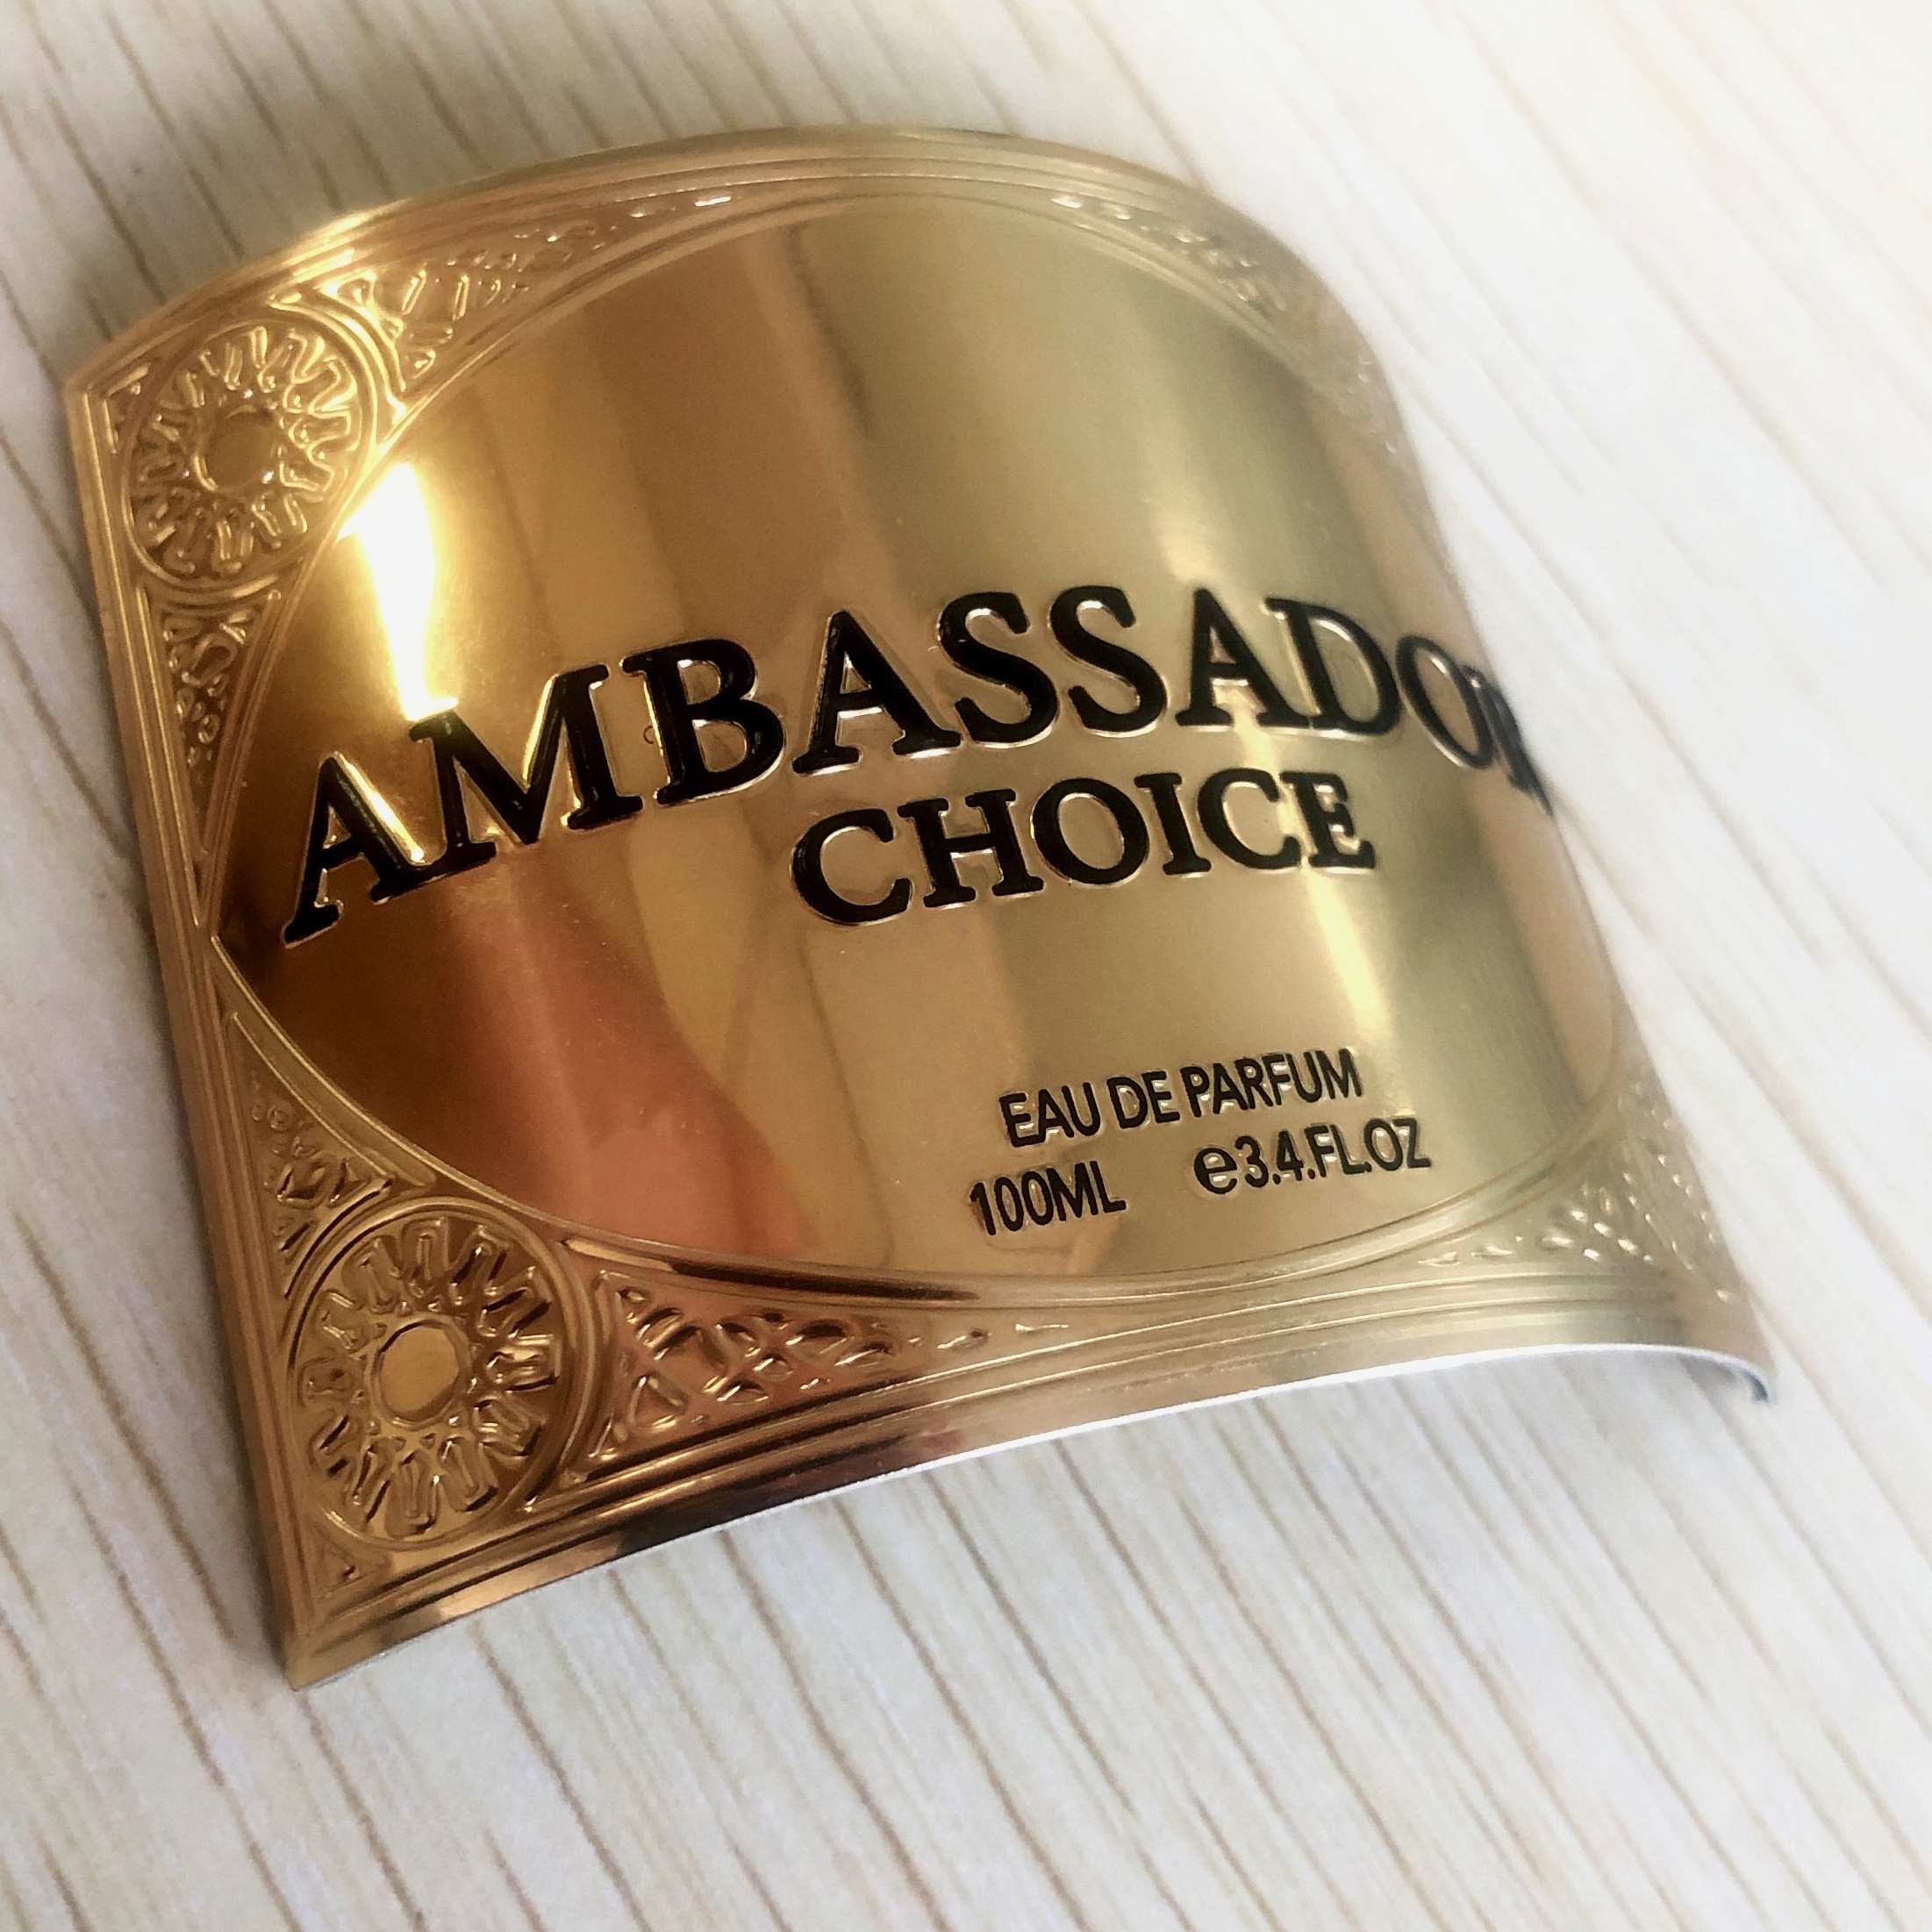 AMBASSADOR
CHOICE
EAU DE PARFUM
100ML e3.4.FL.OZ